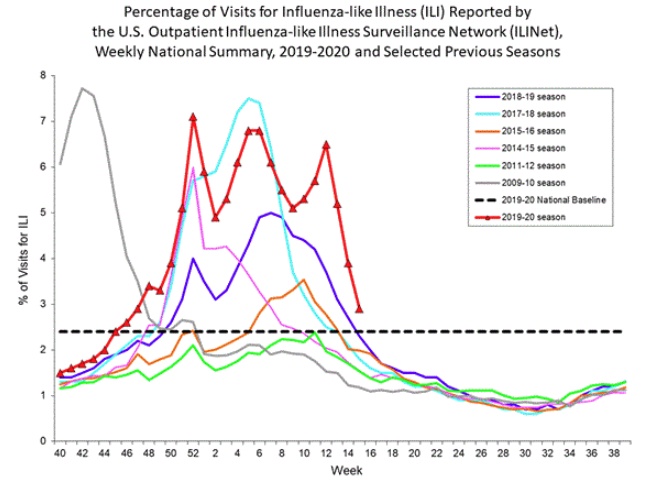 Percentage of Visits for Influenza-like Illness (ILI) Reported by
the U.S. Outpatient Influenza-like Illness Surveillance Network (ILINet),
Weekly National Summary, 2019-2020 and Selected Previous Seasons
8
7
6
5
4
3
2
1
0
% of Visits for ILI
2018-19 season
2017-18 season
2015-16 season
2014-15 season
2011-12 season
2009-10 season
2019-20 National Baseline
2019-20 season
40 42 44 46 48 50 52 2 4 6 8 10 12 14 16 18 20 22 24 26 28 30 32 34 36 38
Week